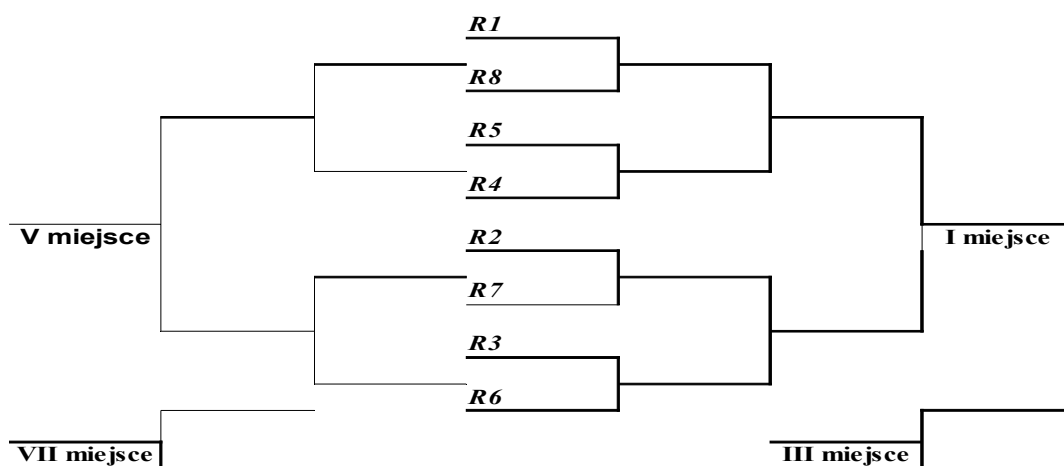 R1
R8
R5
R4
V miejsce
R2
I miejsce
R7
R3
R6
VII miejsce
III miejsce